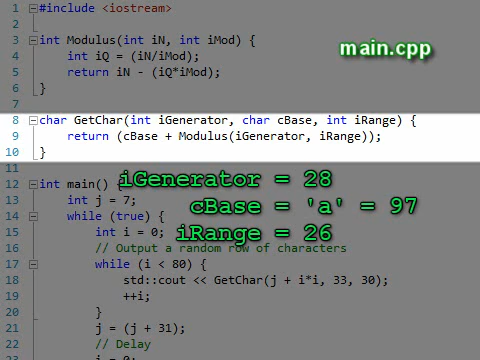 1 #include <iostream>
2
main.cpp
3 int Modulus(int iN, int iMod) {
4 int iQ = (iN/iMod);
5 return iN - (iQ*iMod);
6 }
7
8 char GetChar(int iGenerator, char cBase, int iRange) {
9 return (cBase + Modulus(iGenerator, iRange));
10 }
11
iGenerator = 28
12 int main() {
13 int j = 7;
cBase = 'a' = 97
14 while (true) {
15 int i = 0;
iRange = 26
16 // Output a random row of characters
17 while (i < 80) {
18 std::cout << GetChar(j + i*i, 33, 30);
19 ++i;
20 }
21 j = (j + 31);
22 // Delay
23 i = 0;